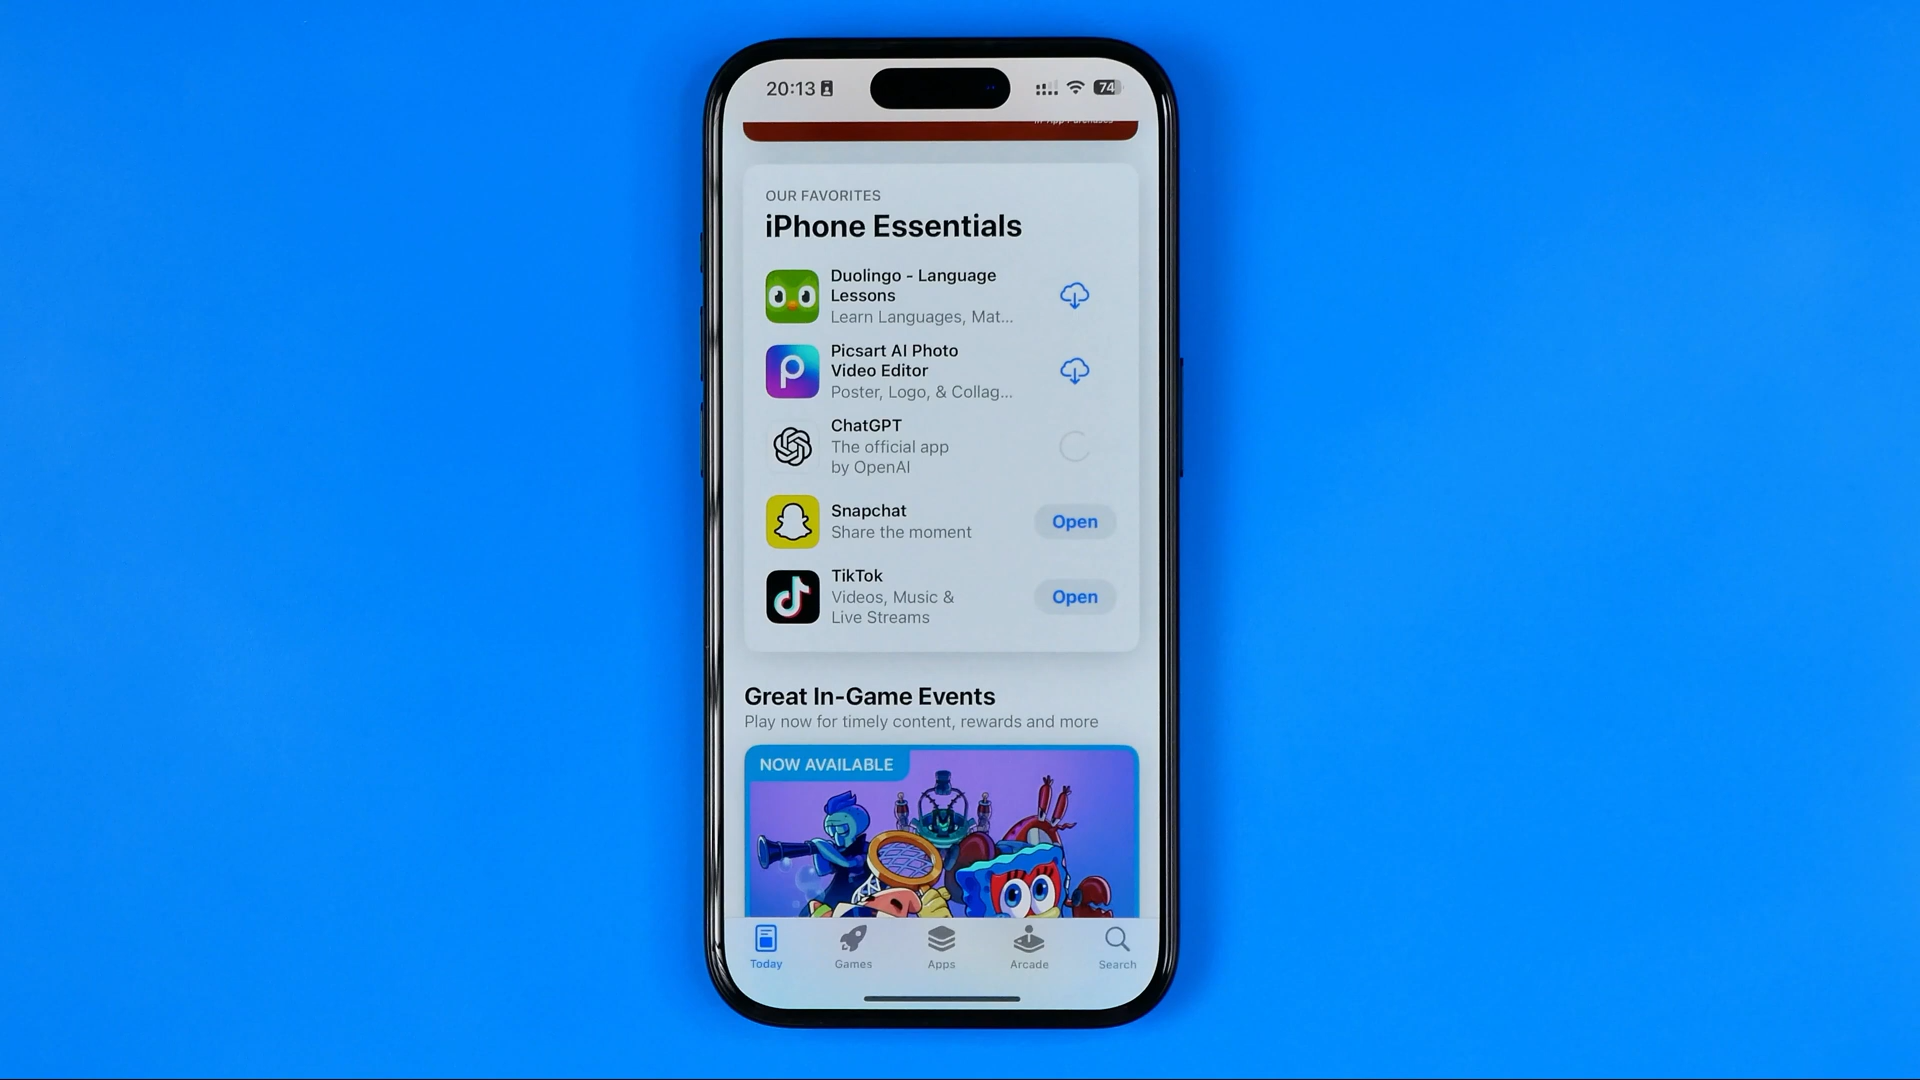 20:13
74
In-App Purchases
OUR FAVORITES
iPhone Essentials
Duolingo - Language
Lessons
Learn Languages, Mat...
Picsart AI Photo
Video Editor
Poster, Logo, & Collag...
ChatGPT
The official app
by OpenAI
Snapchat
Share the moment
Open
TikTok
Videos, Music &
Live Streams
Open
Great In-Game Events
Play now for timely content, rewards and more
NOW AVAILABLE
Today
Games
Apps
Arcade
Search